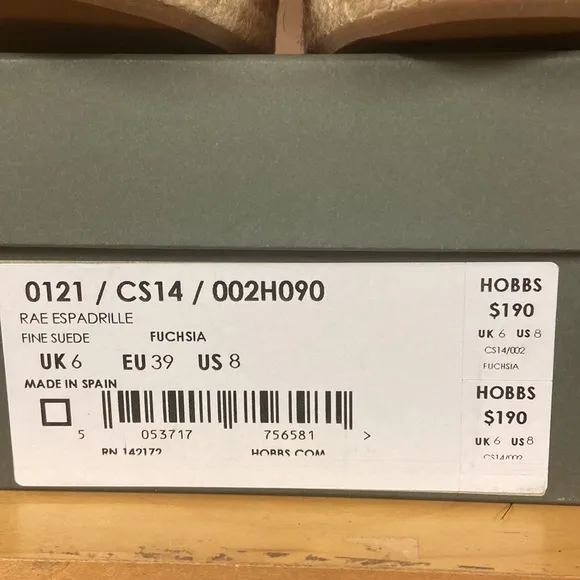 0121 / CS14 / 002H090
RAE ESPADRILLE
FINE SUEDE FUCHSIA
UK 6 EU 39 US 8
MADE IN SPAIN
5 053717 756581 >
RN 142172 HOBBS.COM
HOBBS
$190
UK 6 US 8
CS14/002
FUCHSIA
HOBBS
$190
UK 6 US 8
CS14/002